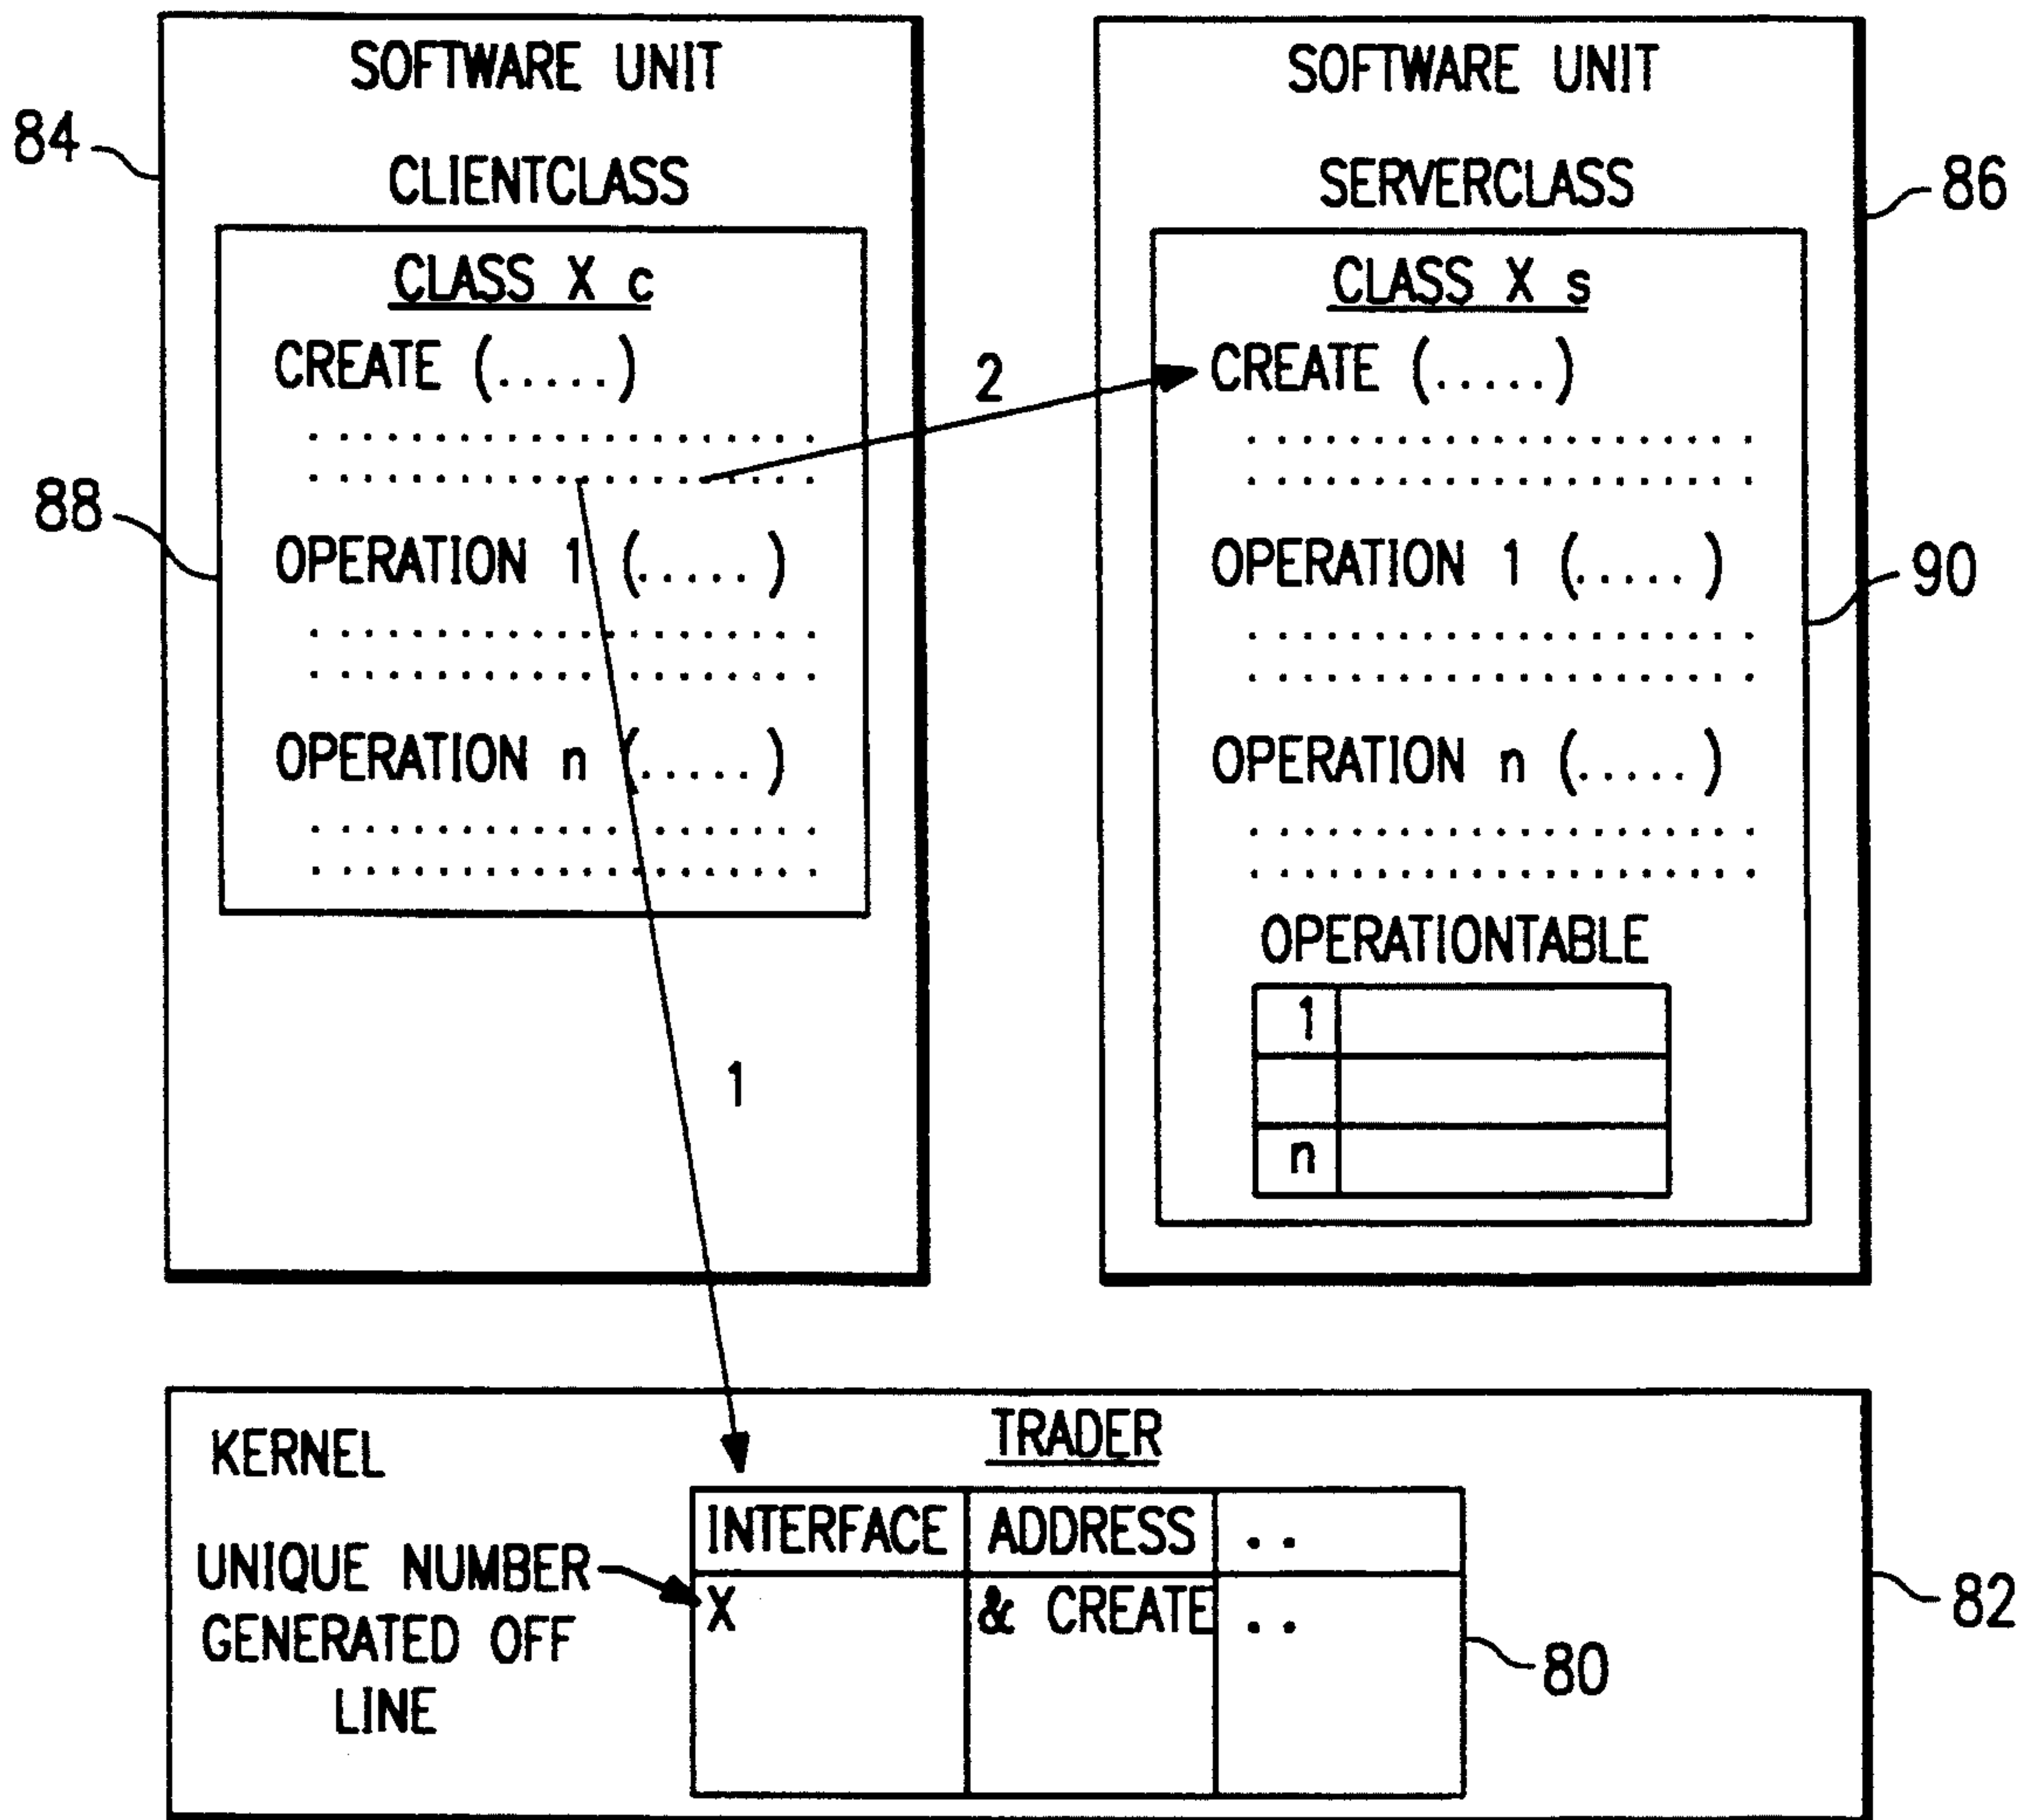 SOFTWARE UNIT
CLIENTCLASS
84
CLASS X c
CREATE (.....)
88
OPERATION 1 (.....)
OPERATION n (.....)
1
2
SOFTWARE UNIT
SERVERCLASS
86
CLASS X s
CREATE (.....)
OPERATION 1 (.....)
90
OPERATION n (.....)
OPERATIONTABLE
1
n
KERNEL
TRADER
UNIQUE NUMBER
GENERATED OFF
LINE
INTERFACE ADDRESS ..
X & CREATE ..
80
82